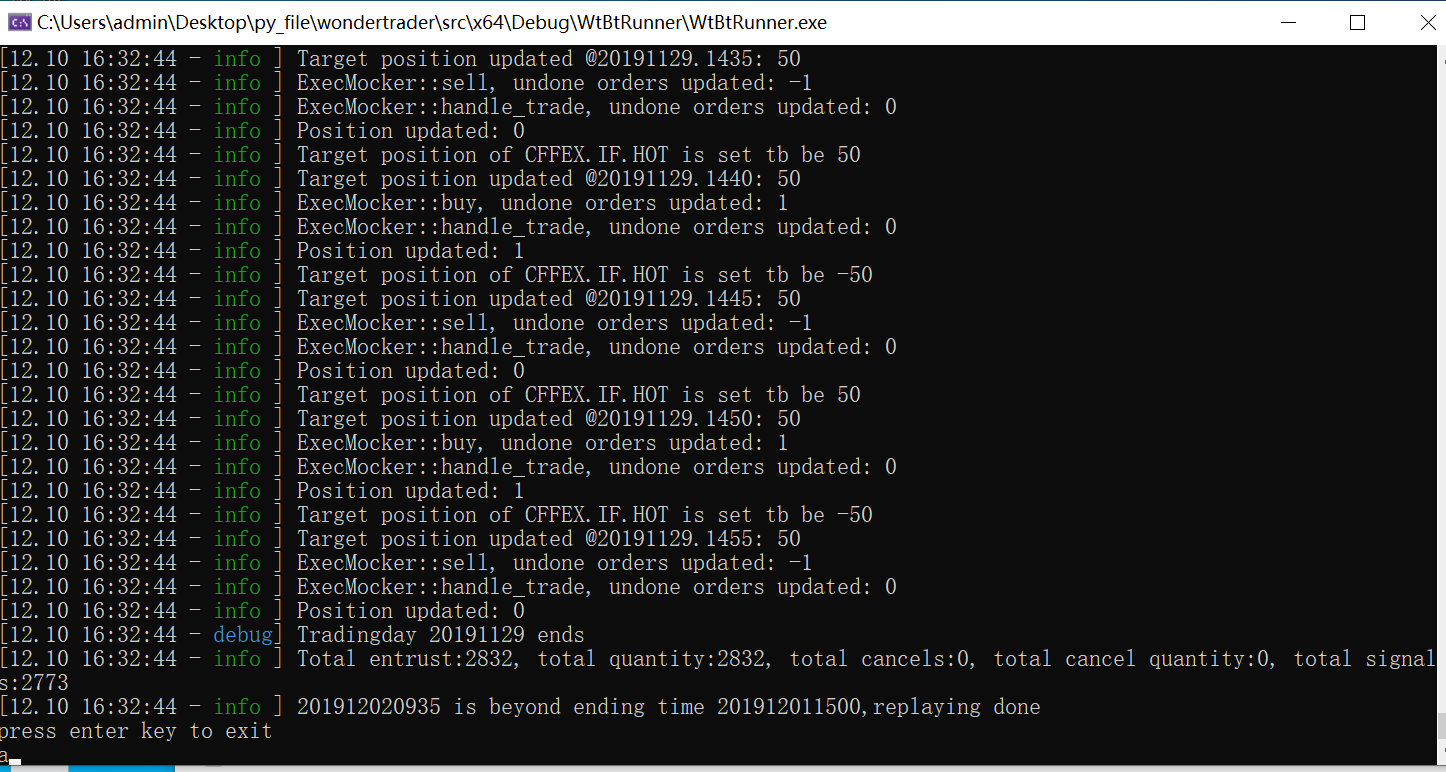 C:\Users\admin\Desktop\py_file\wondertrader\src\x64\Debug\WtBtRunner\WtBtRunner.exe
[12.10 16:32:44 - info ] Target position updated @20191129.1435: 50
[12.10 16:32:44 - info ] ExecMocker::sell, undone orders updated: -1
[12.10 16:32:44 - info ] ExecMocker::handle_trade, undone orders updated: 0
[12.10 16:32:44 - info ] Position updated: 0
[12.10 16:32:44 - info ] Target position of CFFEX.IF.HOT is set tb be 50
[12.10 16:32:44 - info ] Target position updated @20191129.1440: 50
[12.10 16:32:44 - info ] ExecMocker::buy, undone orders updated: 1
[12.10 16:32:44 - info ] ExecMocker::handle_trade, undone orders updated: 0
[12.10 16:32:44 - info ] Position updated: 1
[12.10 16:32:44 - info ] Target position of CFFEX.IF.HOT is set tb be -50
[12.10 16:32:44 - info ] Target position updated @20191129.1445: 50
[12.10 16:32:44 - info ] ExecMocker::sell, undone orders updated: -1
[12.10 16:32:44 - info ] ExecMocker::handle_trade, undone orders updated: 0
[12.10 16:32:44 - info ] Position updated: 0
[12.10 16:32:44 - info ] Target position of CFFEX.IF.HOT is set tb be 50
[12.10 16:32:44 - info ] Target position updated @20191129.1450: 50
[12.10 16:32:44 - info ] ExecMocker::buy, undone orders updated: 1
[12.10 16:32:44 - info ] ExecMocker::handle_trade, undone orders updated: 0
[12.10 16:32:44 - info ] Position updated: 1
[12.10 16:32:44 - info ] Target position of CFFEX.IF.HOT is set tb be -50
[12.10 16:32:44 - info ] Target position updated @20191129.1455: 50
[12.10 16:32:44 - info ] ExecMocker::sell, undone orders updated: -1
[12.10 16:32:44 - info ] ExecMocker::handle_trade, undone orders updated: 0
[12.10 16:32:44 - info ] Position updated: 0
[12.10 16:32:44 - debug] Tradingday 20191129 ends
[12.10 16:32:44 - info ] Total entrust:2832, total quantity:2832, total cancels:0, total cancel quantity:0, total signal
s:2773
[12.10 16:32:44 - info ] 201912020935 is beyond ending time 201912011500,replaying done
press enter key to exit
a